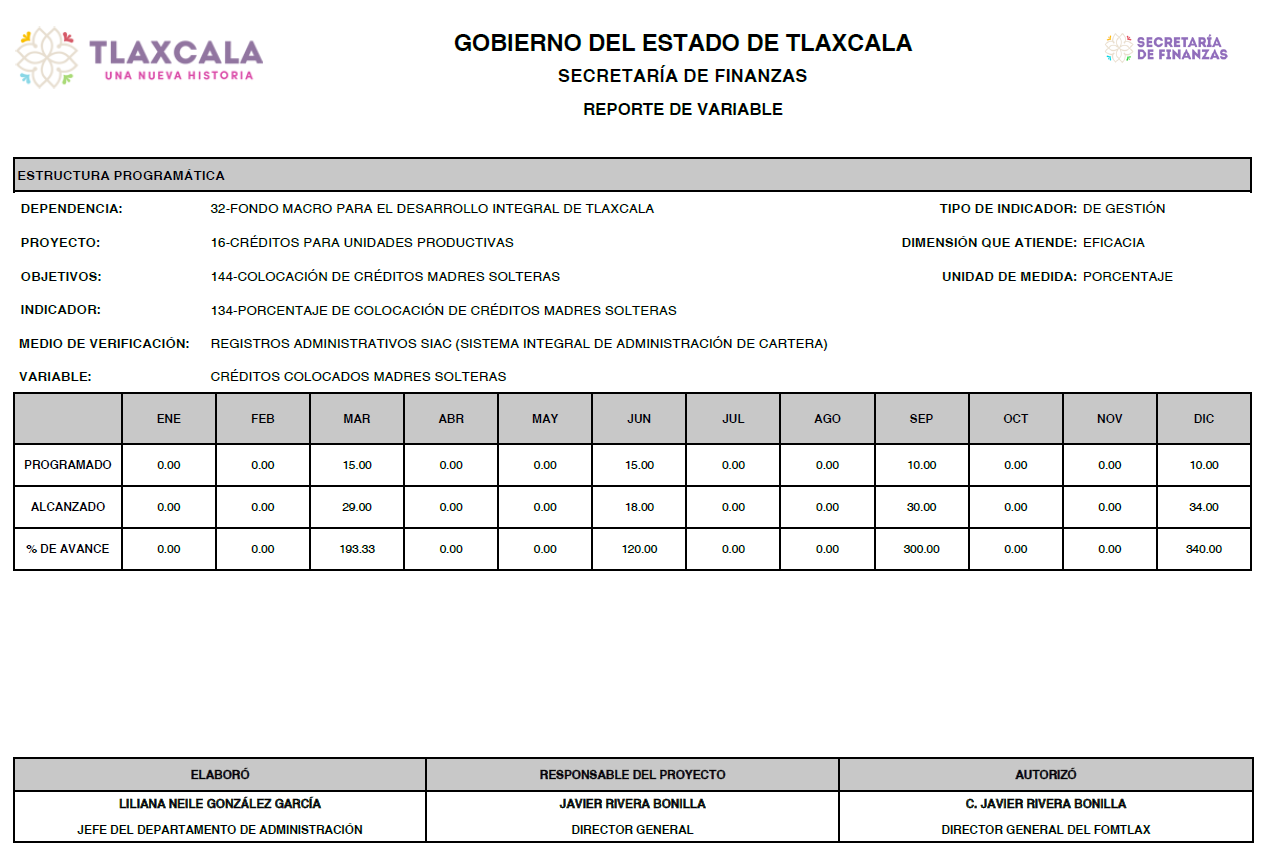 TLAXCALA
UNA NUEVA HISTORIA
GOBIERNO DEL ESTADO DE TLAXCALA
SECRETARÍA DE FINANZAS
REPORTE DE VARIABLE
SECRETARÍA
DE FINANZAS
ESTRUCTURA PROGRAMÁTICA
DEPENDENCIA: 32-FONDO MACRO PARA EL DESARROLLO INTEGRAL DE TLAXCALA TIPO DE INDICADOR: DE GESTIÓN
PROYECTO: 16-CRÉDITOS PARA UNIDADES PRODUCTIVAS DIMENSIÓN QUE ATIENDE: EFICACIA
OBJETIVOS: 144-COLOCACIÓN DE CRÉDITOS MADRES SOLTERAS UNIDAD DE MEDIDA: PORCENTAJE
INDICADOR: 134-PORCENTAJE DE COLOCACIÓN DE CRÉDITOS MADRES SOLTERAS
MEDIO DE VERIFICACIÓN: REGISTROS ADMINISTRATIVOS SIAC (SISTEMA INTEGRAL DE ADMINISTRACIÓN DE CARTERA)
VARIABLE: CRÉDITOS COLOCADOS MADRES SOLTERAS
ENE FEB MAR ABR MAY JUN JUL AGO SEP OCT NOV DIC
PROGRAMADO 0.00 0.00 15.00 0.00 0.00 15.00 0.00 0.00 10.00 0.00 0.00 10.00
ALCANZADO 0.00 0.00 29.00 0.00 0.00 18.00 0.00 0.00 30.00 0.00 0.00 34.00
% DE AVANCE 0.00 0.00 193.33 0.00 0.00 120.00 0.00 0.00 300.00 0.00 0.00 340.00
ELABORÓ RESPONSABLE DEL PROYECTO AUTORIZÓ
LILIANA NEILE GONZÁLEZ GARCÍA JAVIER RIVERA BONILLA C. JAVIER RIVERA BONILLA
JEFE DEL DEPARTAMENTO DE ADMINISTRACIÓN DIRECTOR GENERAL DIRECTOR GENERAL DEL FOMTLAX